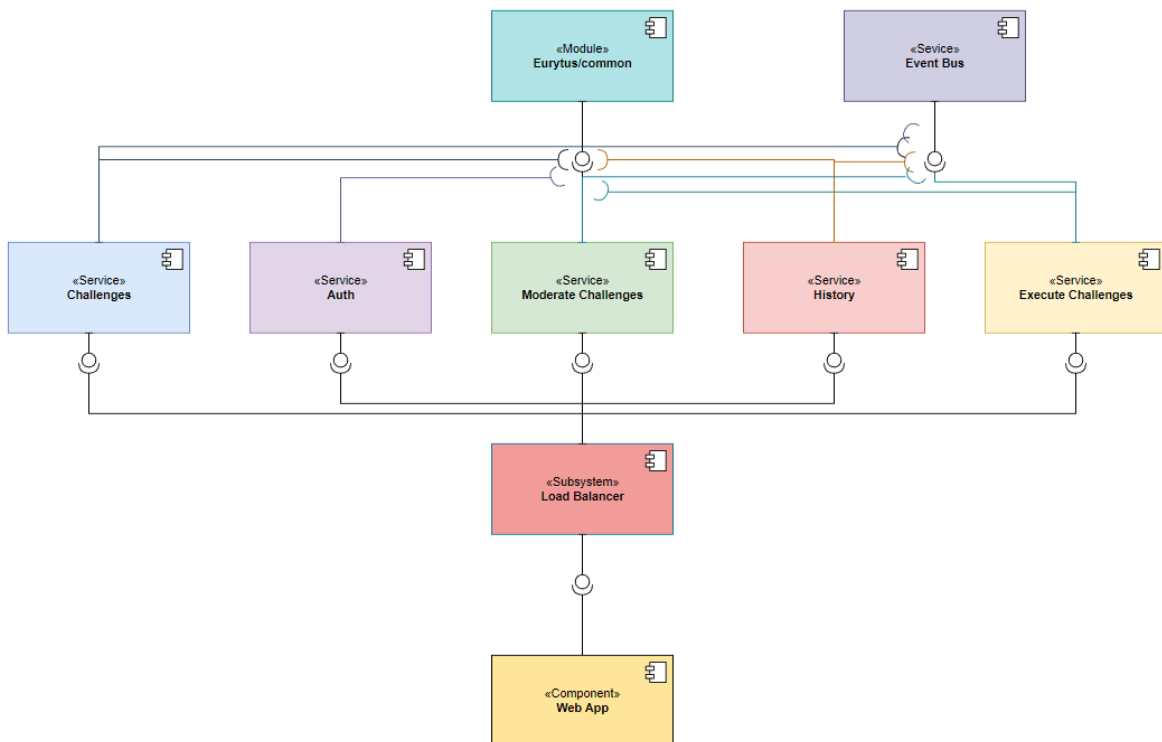 «Module»
Eurytus/common
«Sevice»
Event Bus
«Service»
Challenges
«Service»
Auth
«Service»
Moderate Challenges
«Service»
History
«Service»
Execute Challenges
«Subsystem»
Load Balancer
«Component»
Web App